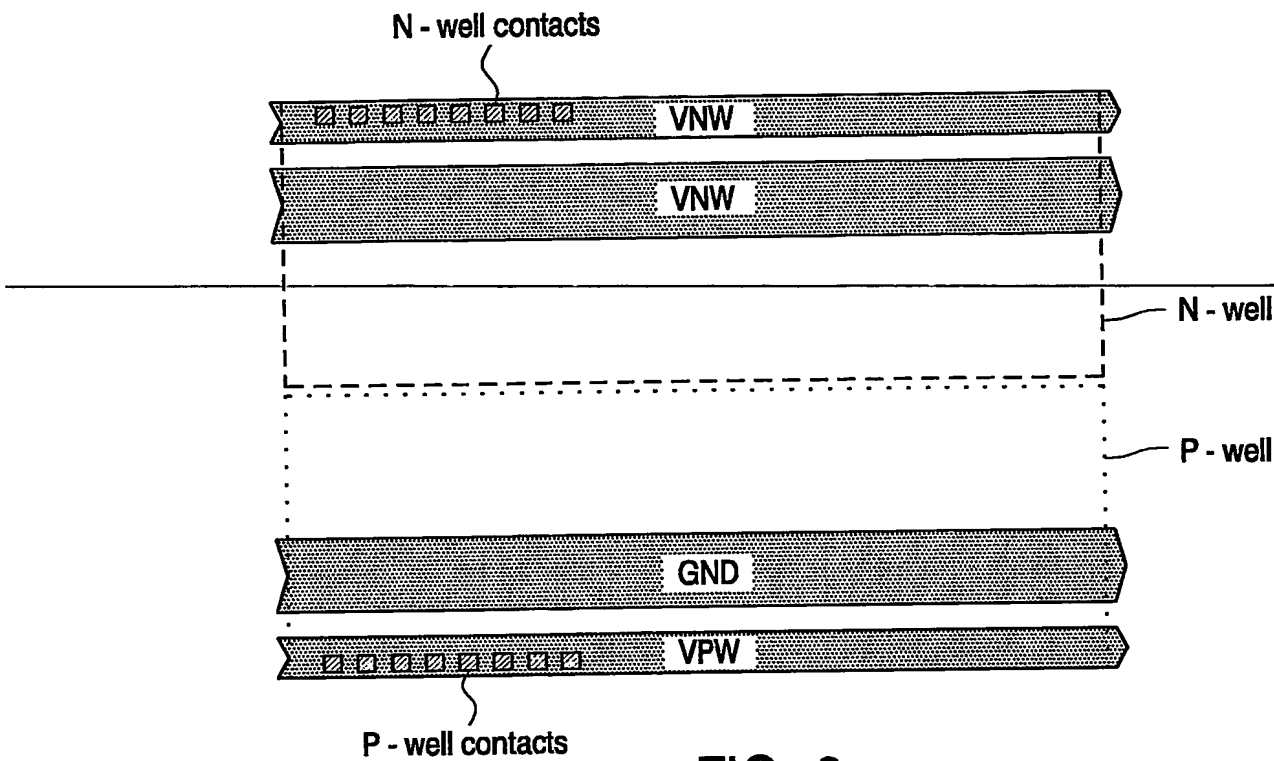 N - well contacts
VNW
VNW
N - well
P - well
GND
VPW
P - well contacts